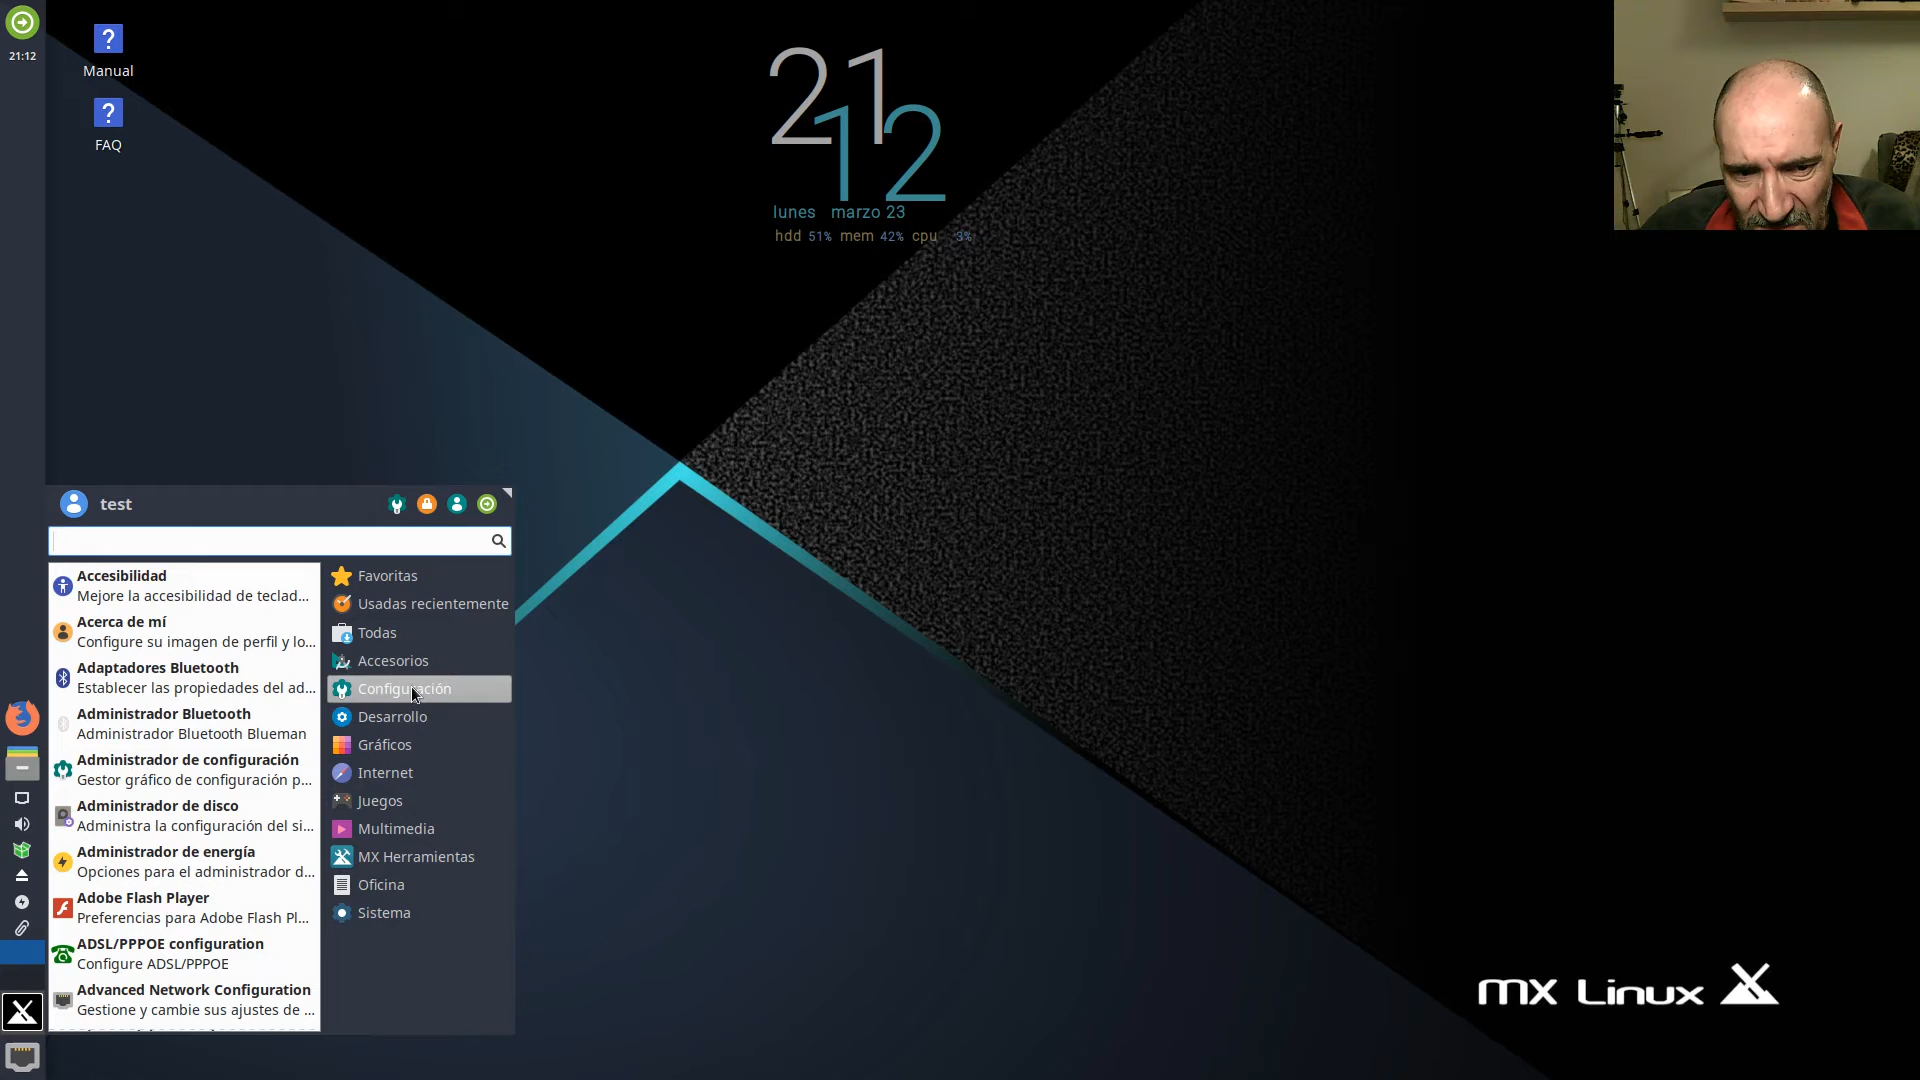 21:12
?
Manual
?
FAQ
21
12
lunes marzo 23
hdd 51% mem 42% cpu 3%
test
Accesibilidad
Mejore la accesibilidad de teclad...
Acerca de mí
Configure su imagen de perfil y lo...
Adaptadores Bluetooth
Establecer las propiedades del ad...
Administrador Bluetooth
Administrador Bluetooth Blueman
Administrador de configuración
Gestor gráfico de configuración p...
Administrador de disco
Administra la configuración del si...
Administrador de energía
Opciones para el administrador d...
Adobe Flash Player
Preferencias para Adobe Flash Pl...
ADSL/PPPOE configuration
Configure ADSL/PPPOE
Advanced Network Configuration
Gestione y cambie sus ajustes de ...
Favoritas
Usadas recientemente
Todas
Accesorios
Configuración
Desarrollo
Gráficos
Internet
Juegos
Multimedia
MX Herramientas
Oficina
Sistema
MX Linux